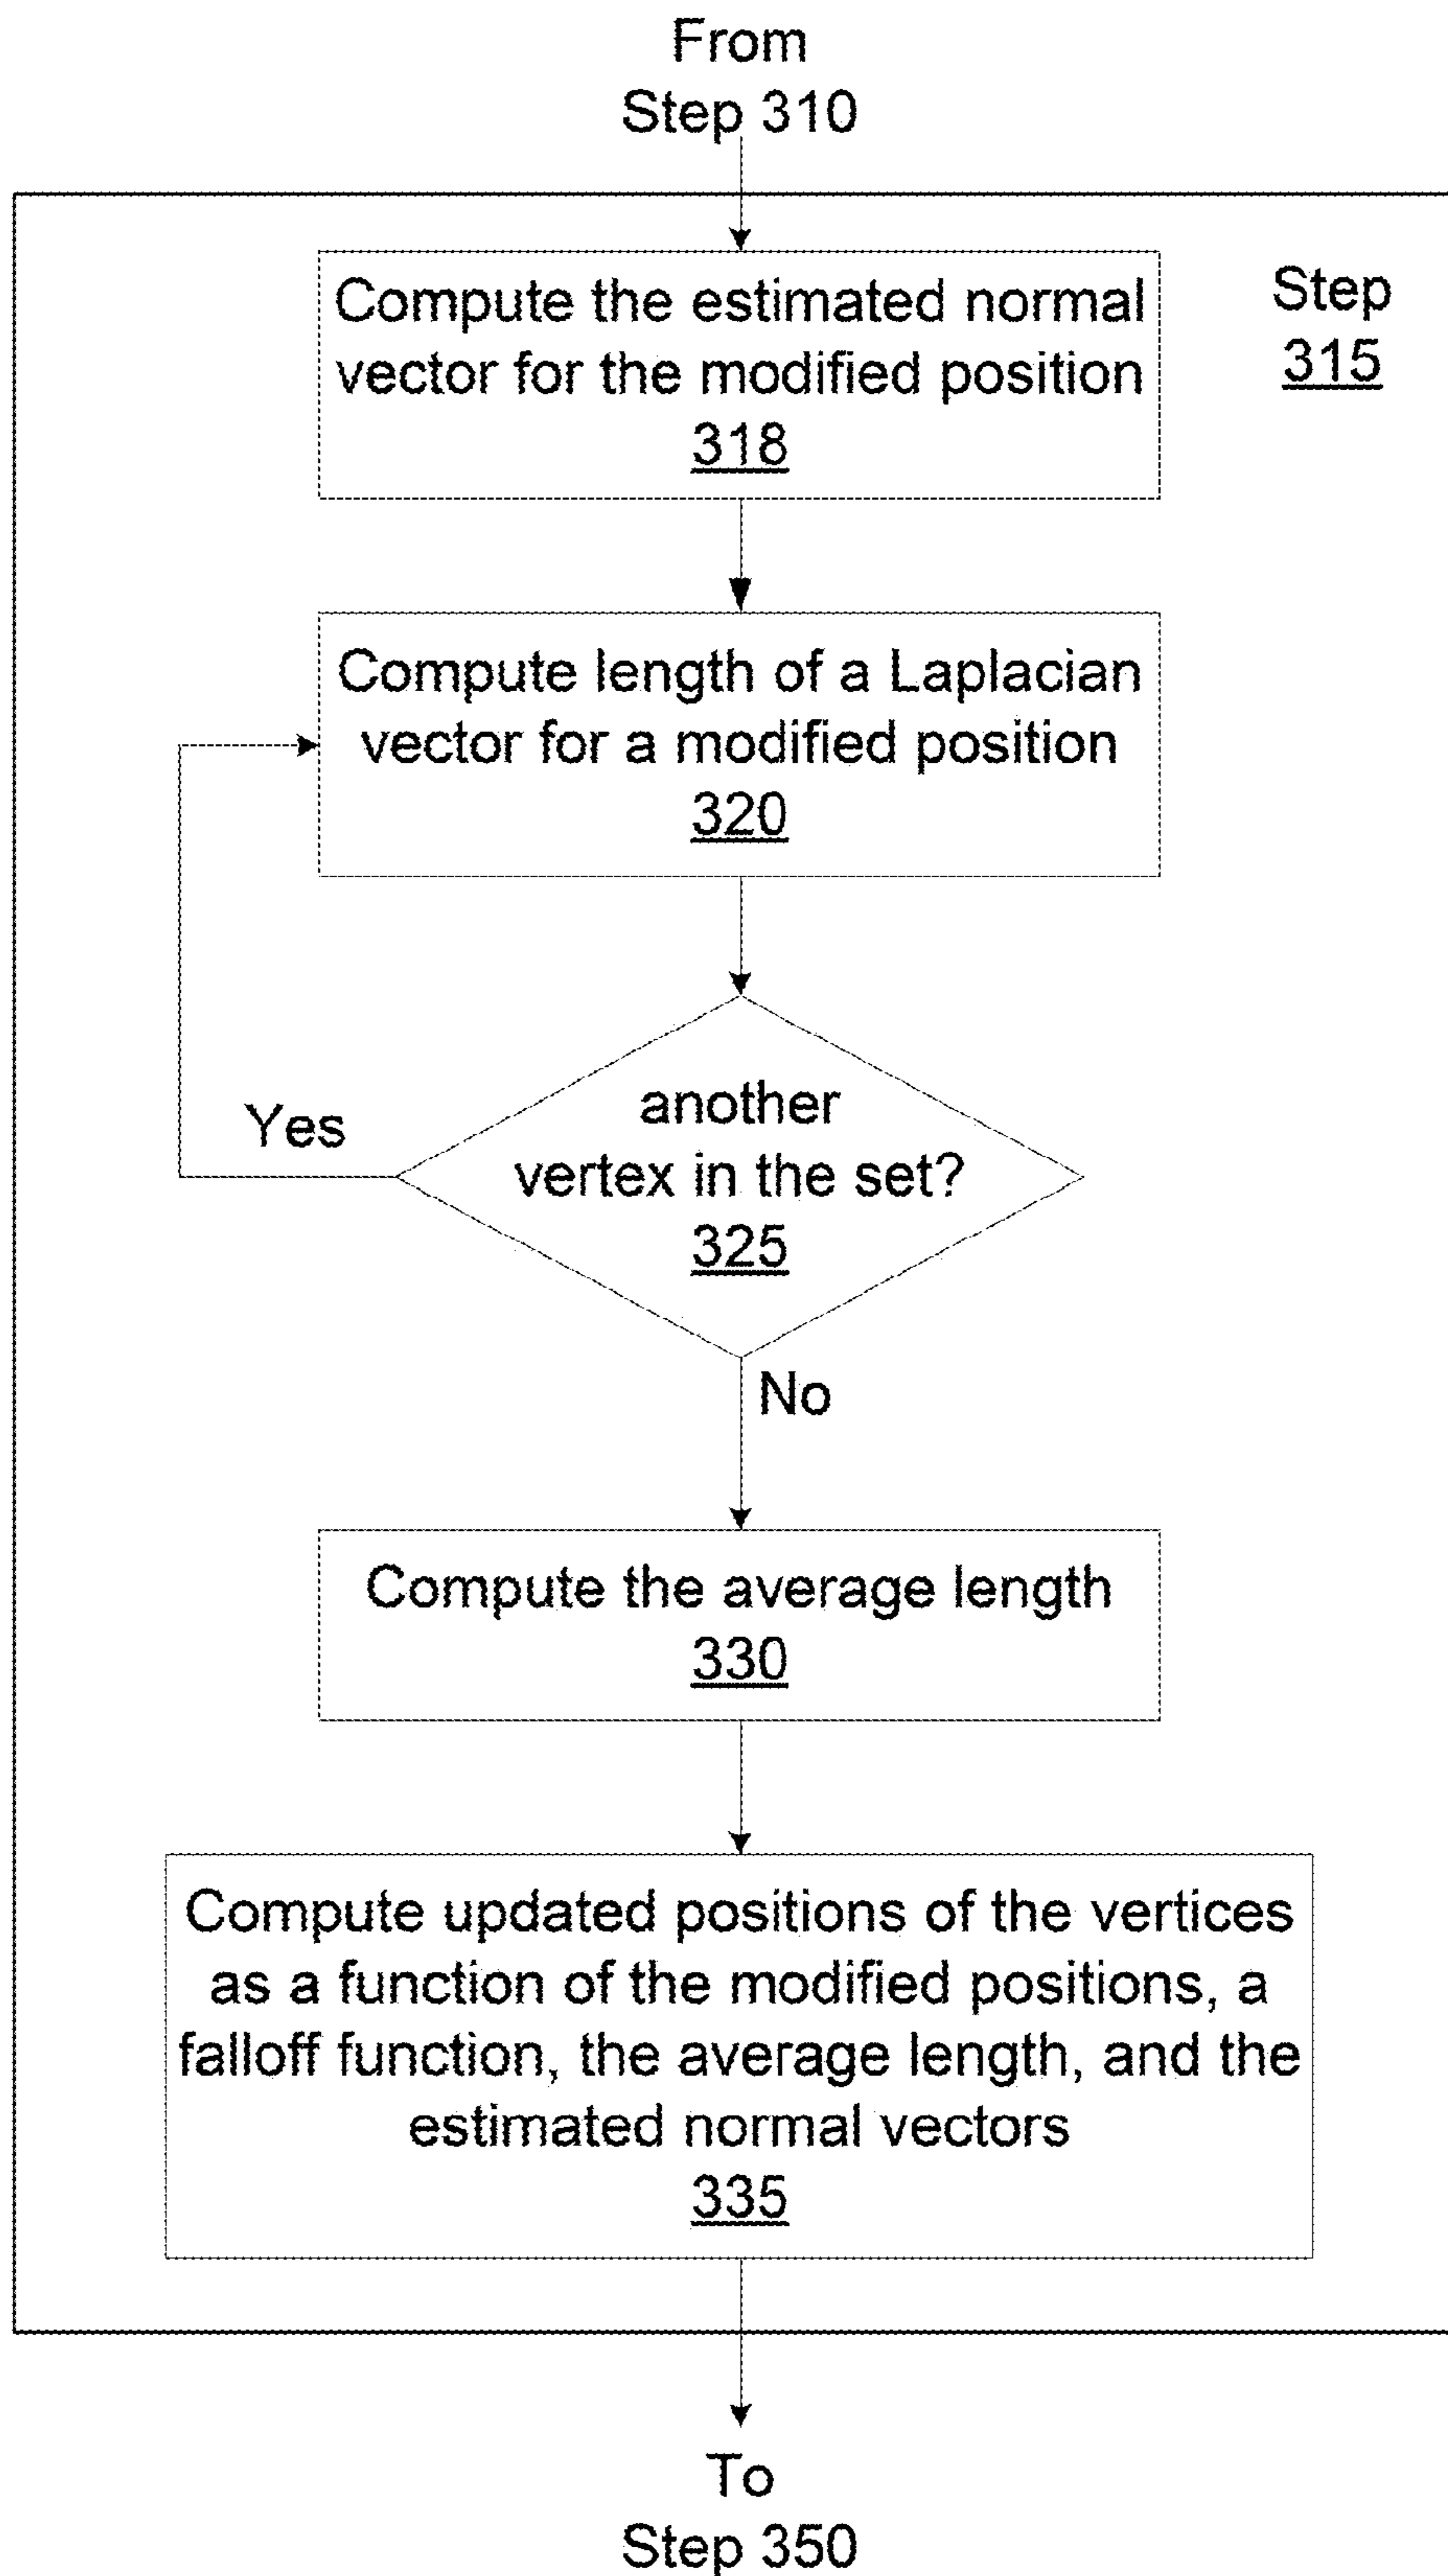 From
Step 310
Compute the estimated normal
vector for the modified position
318
Step
315
Compute length of a Laplacian
vector for a modified position
320
Yes
another
vertex in the set?
325
No
Compute the average length
330
Compute updated positions of the vertices
as a function of the modified positions, a
falloff function, the average length, and the
estimated normal vectors
335
To
Step 350